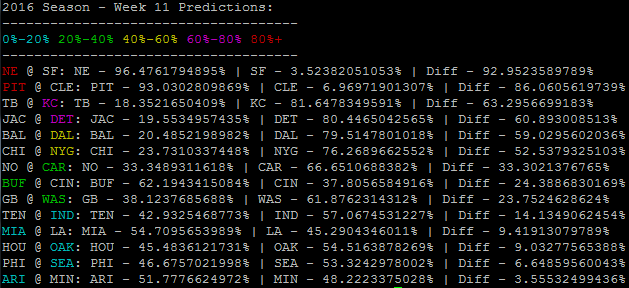 2016 Season - Week 11 Predictions:
-------------------------------------
0%-20% 20%-40% 40%-60% 60%-80% 80%+
-------------------------------------
NE @ SF: NE - 96.4761794895% | SF - 3.52382051053% | Diff - 92.9523589789%
PIT @ CLE: PIT - 93.0302809869% | CLE - 6.96971901307% | Diff - 86.0605619739%
TB @ KC: TB - 18.3521650409% | KC - 81.6478349591% | Diff - 63.2956699183%
JAC @ DET: JAC - 19.5534957435% | DET - 80.4465042565% | Diff - 60.893008513%
BAL @ DAL: BAL - 20.4852198982% | DAL - 79.5147801018% | Diff - 59.0295602036%
CHI @ NYG: CHI - 23.7310337448% | NYG - 76.2689662552% | Diff - 52.5379325103%
NO @ CAR: NO - 33.3489311618% | CAR - 66.6510688382% | Diff - 33.3021376765%
BUF @ CIN: BUF - 62.1943415084% | CIN - 37.8056584916% | Diff - 24.3886830169%
GB @ WAS: GB - 38.1237685688% | WAS - 61.8762314312% | Diff - 23.7524628624%
TEN @ IND: TEN - 42.9325468773% | IND - 57.0674531227% | Diff - 14.1349062454%
MIA @ LA: MIA - 54.7095653989% | LA - 45.2904346011% | Diff - 9.41913079789%
HOU @ OAK: HOU - 45.4836121731% | OAK - 54.5163878269% | Diff - 9.03277565388%
PHI @ SEA: PHI - 46.6757021998% | SEA - 53.3242978002% | Diff - 6.64859560043%
ARI @ MIN: ARI - 51.7776624972% | MIN - 48.2223375028% | Diff - 3.55532499436%